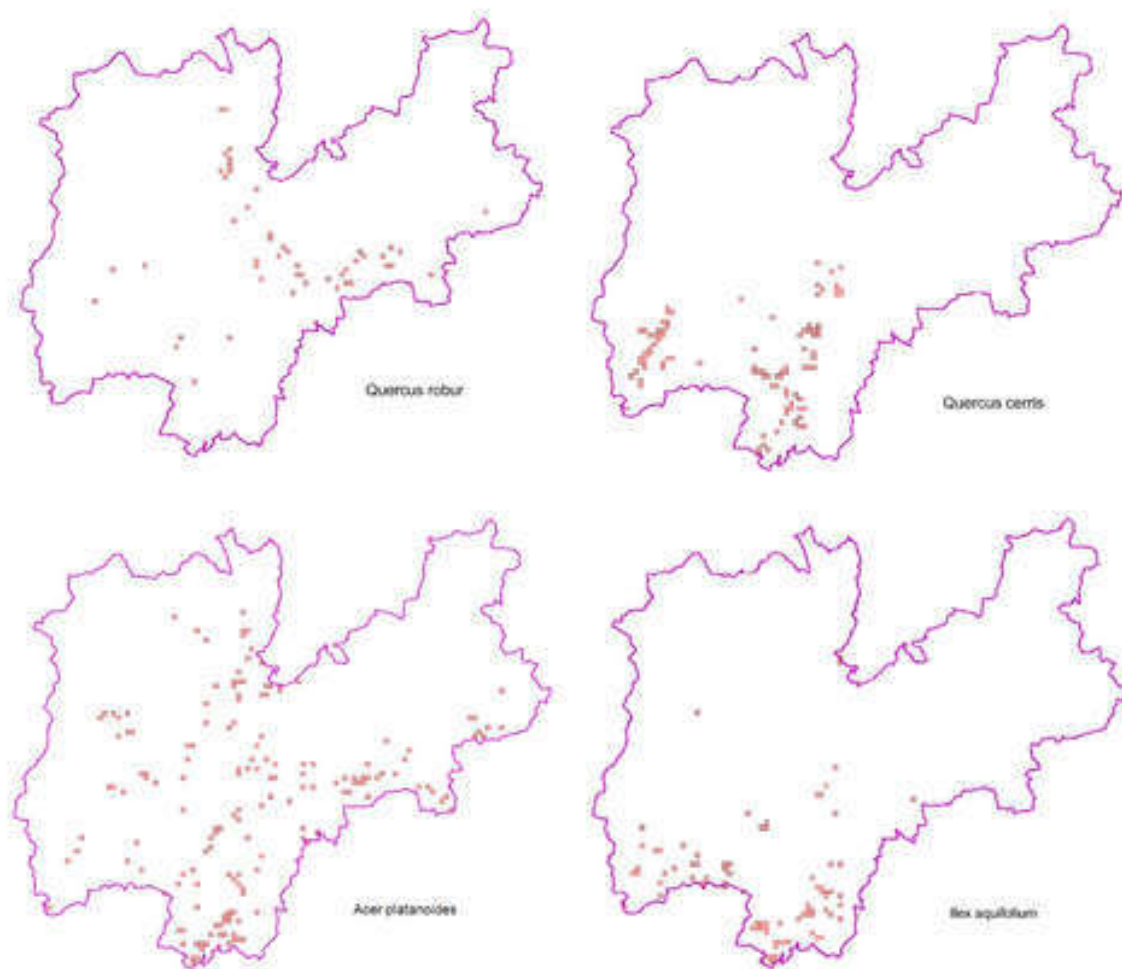 Quercus robur
Quercus cerris
Acer platanoides
Ilex aquifolium